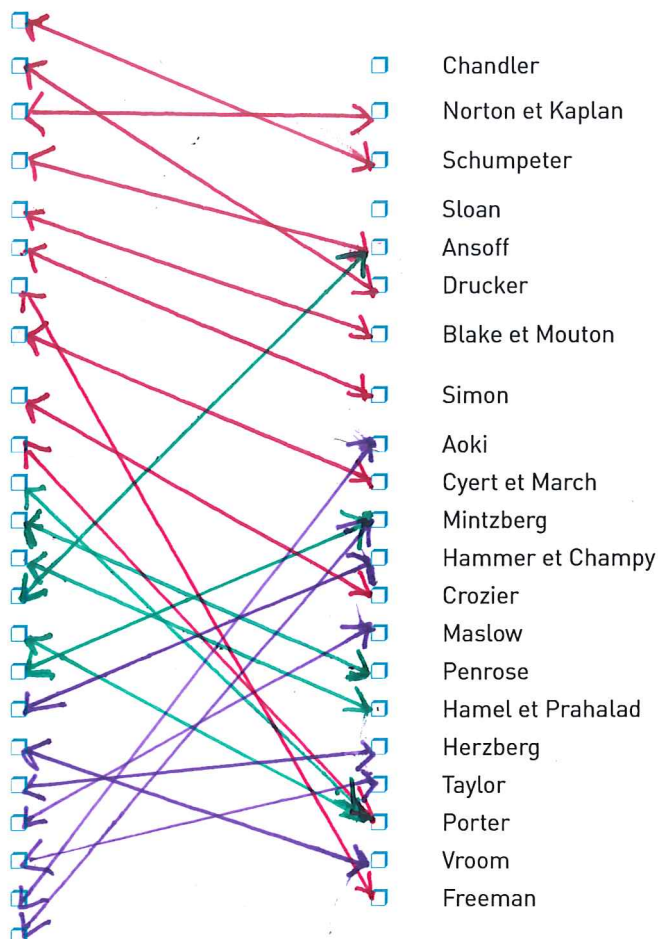 Chandler
Norton et Kaplan
Schumpeter
Sloan
Ansoff
Drucker
Blake et Mouton
Simon
Aoki
Cyert et March
Mintzberg
Hammer et Champy
Crozier
Maslow
Penrose
Hamel et Prahalad
Herzberg
Taylor
Porter
Vroom
Freeman